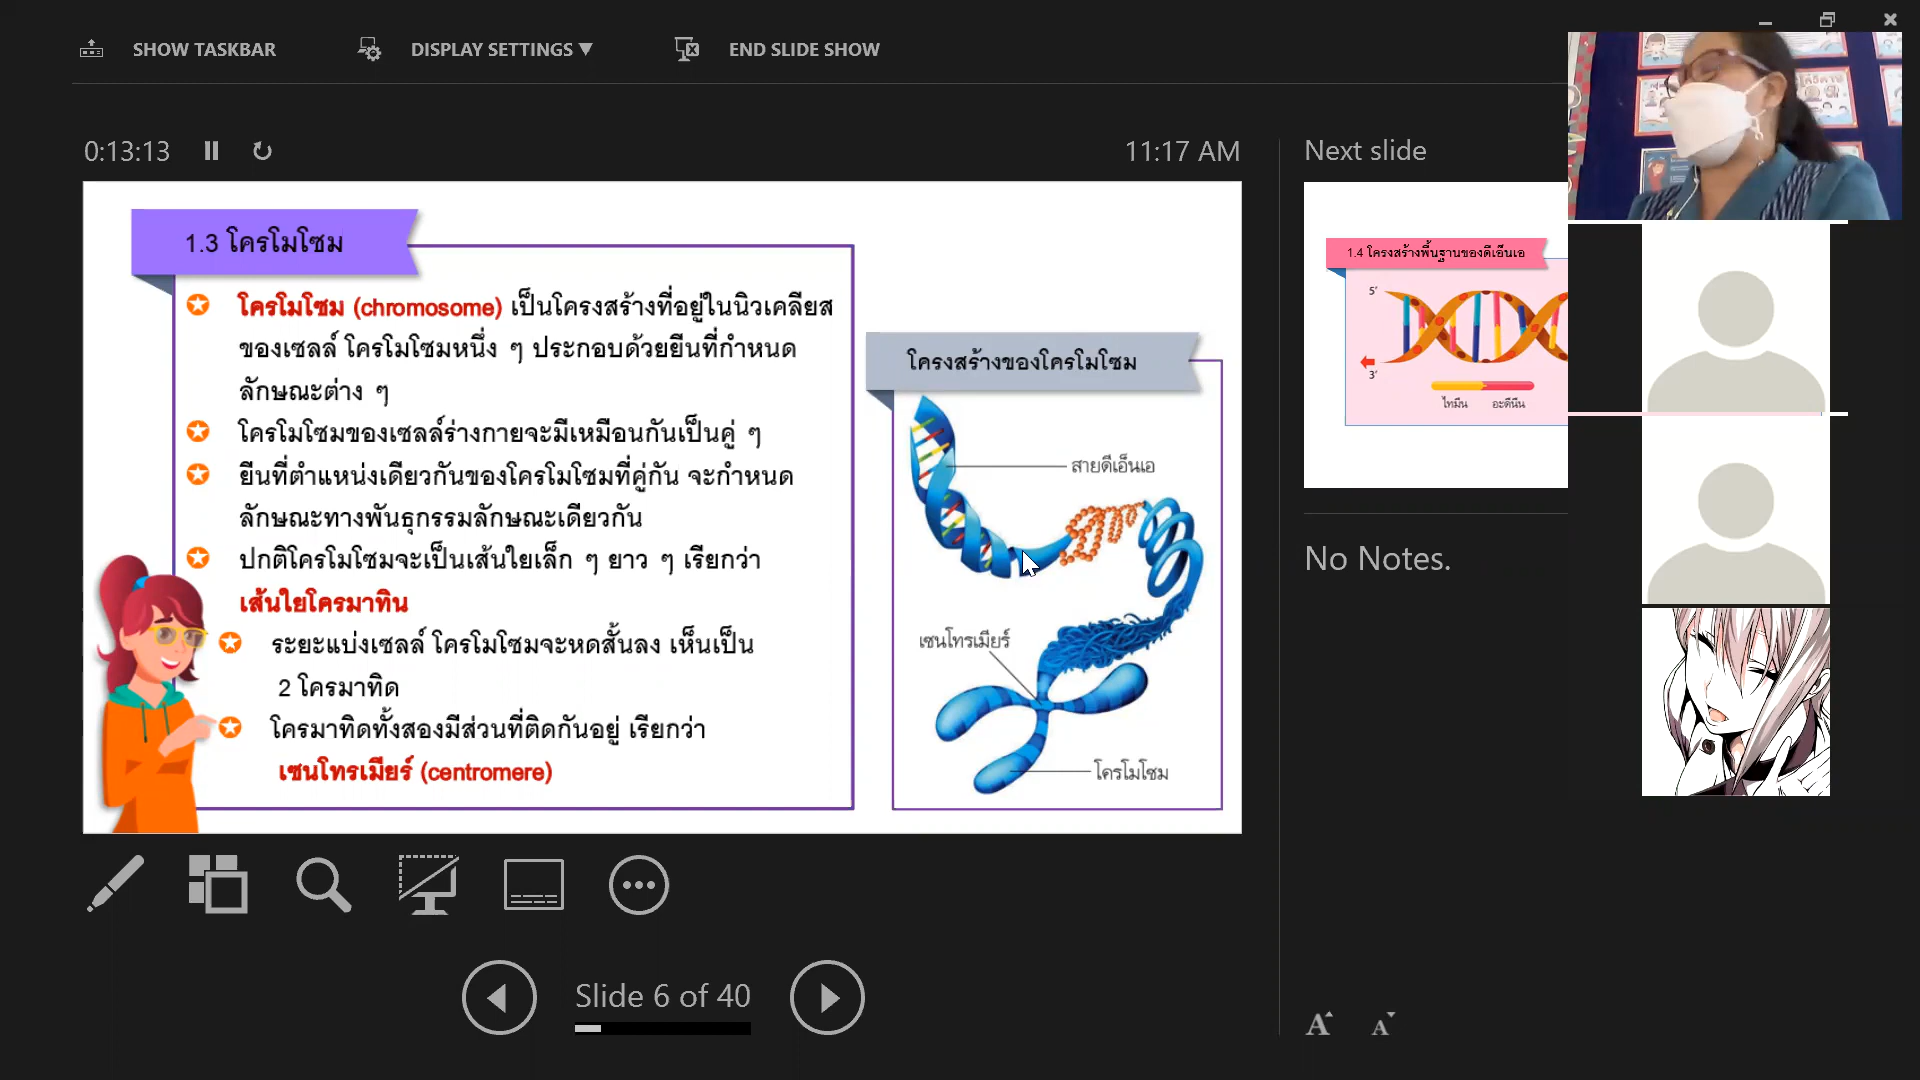 SHOW TASKBAR
DISPLAY SETTINGS ▼
END SLIDE SHOW
0:13:13
11:17 AM
Next slide
1.3 โครโมโซม
โครโมโซม (chromosome) เป็นโครงสร้างที่อยู่ในนิวเคลียส
ของเซลล์ โครโมโซมหนึ่ง ๆ ประกอบด้วยยีนที่กำหนด
ลักษณะต่าง ๆ
โครโมโซมของเซลล์ร่างกายจะมีเหมือนกันเป็นคู่ ๆ
ยีนที่ตำแหน่งเดียวกันของโครโมโซมที่คู่กัน จะกำหนด
ลักษณะทางพันธุกรรมลักษณะเดียวกัน
ปกติโครโมโซมจะเป็นเส้นใยเล็ก ๆ ยาว ๆ เรียกว่า
เส้นใยโครมาทิน
ระยะแบ่งเซลล์ โครโมโซมจะหดสั้นลง เห็นเป็น
2 โครมาทิด
โครมาทิดทั้งสองมีส่วนที่ติดกันอยู่ เรียกว่า
เซนโทรเมียร์ (centromere)
โครงสร้างของโครโมโซม
สายดีเอ็นเอ
เซนโทรเมียร์
โครโมโซม
1.4 โครงสร้างพื้นฐานของดีเอ็นเอ
5'
3'
ไทมีน
อะดีนีน
No Notes.
Slide 6 of 40
A
A